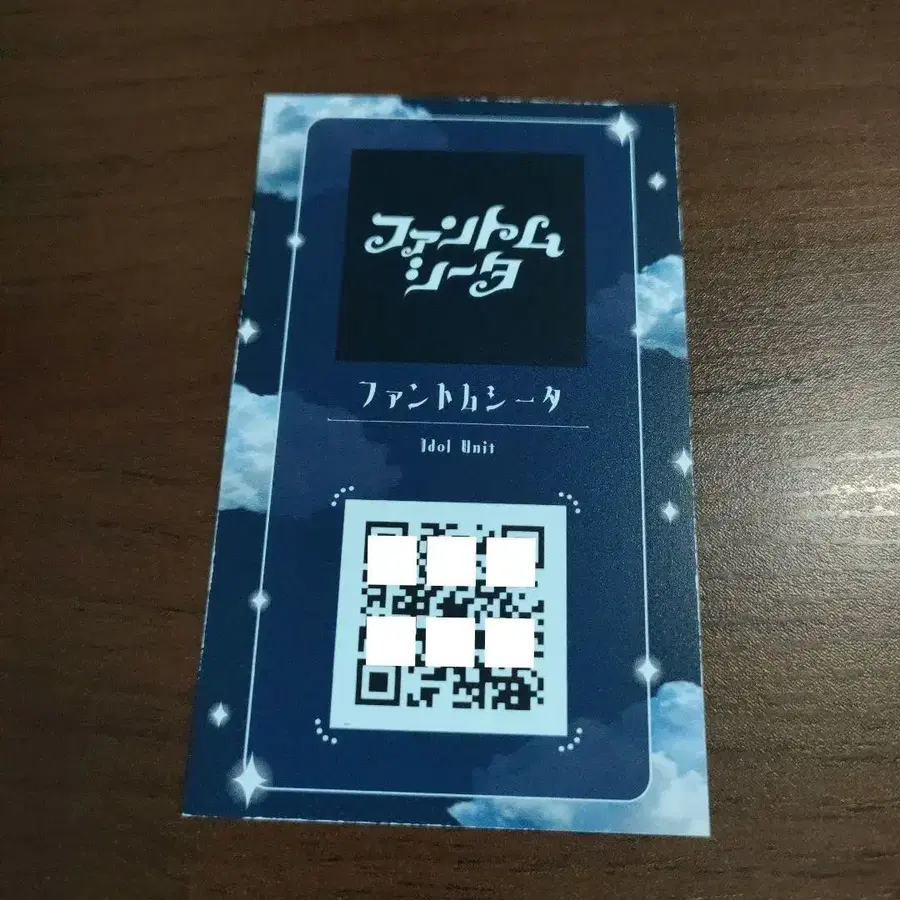 ファントム
シータ
ファントムシータ
Idol Unit